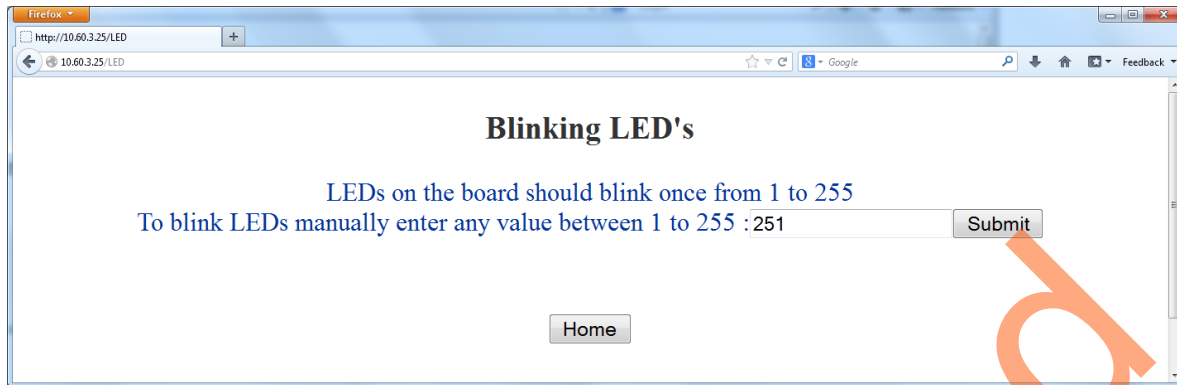 Firefox
http://10.60.3.25/LED
10.60.3.25/LED
Google
Feedback
Blinking LED's
LEDs on the board should blink once from 1 to 255
To blink LEDs manually enter any value between 1 to 255 : 251 Submit
Home